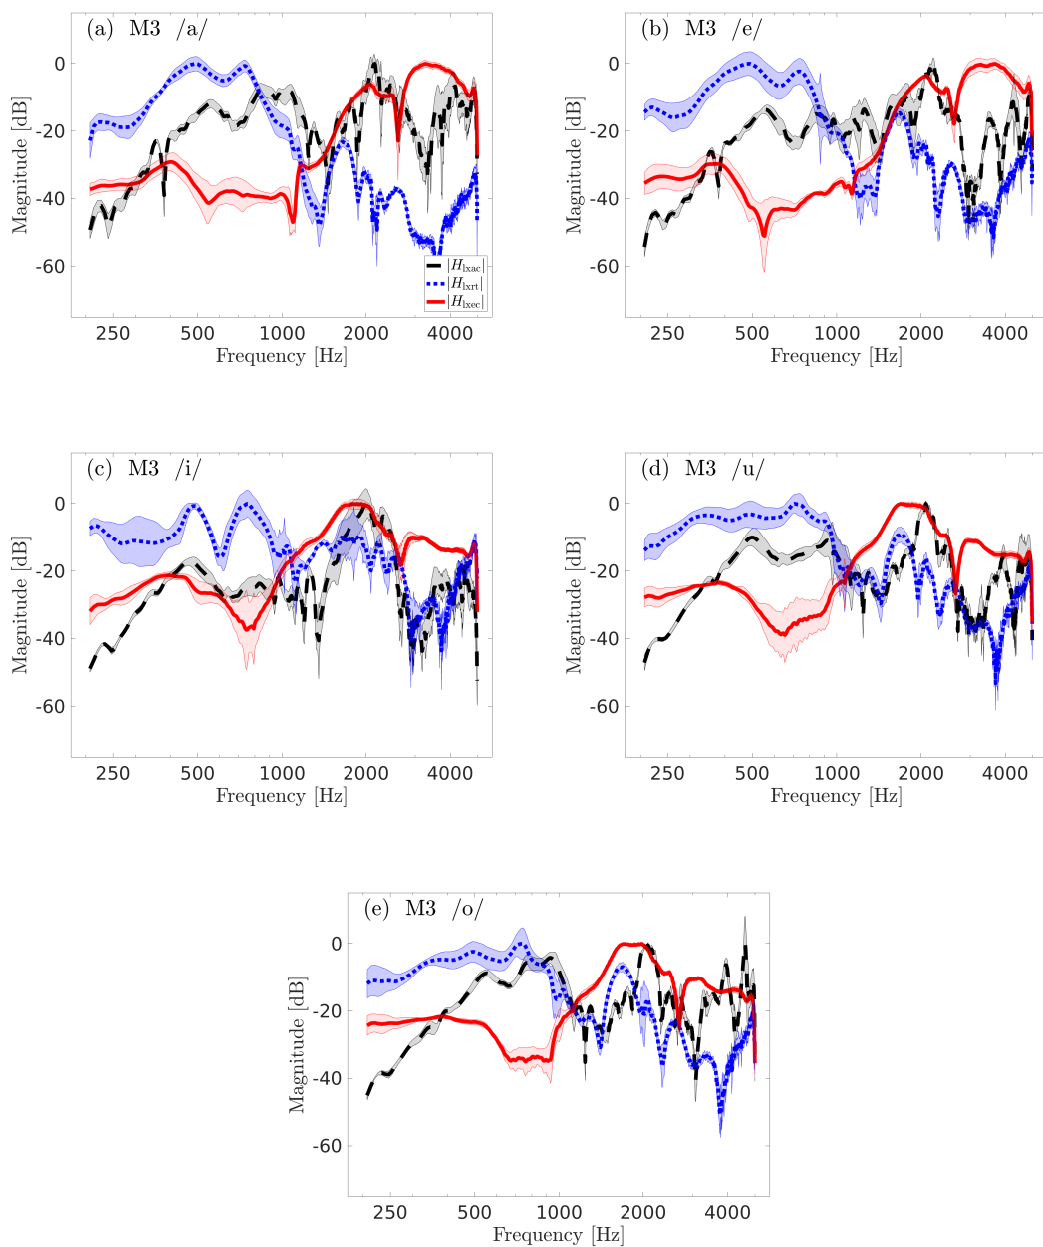 (a) M3 /a/
0
-20
-40
-60
Magnitude [dB]
|H_lxac|
|H_lxrt|
|H_lxec|
250 500 1000 2000 4000
Frequency [Hz]
(b) M3 /e/
0
-20
-40
-60
Magnitude [dB]
250 500 1000 2000 4000
Frequency [Hz]
(c) M3 /i/
0
-20
-40
-60
Magnitude [dB]
250 500 1000 2000 4000
Frequency [Hz]
(d) M3 /u/
0
-20
-40
-60
Magnitude [dB]
250 500 1000 2000 4000
Frequency [Hz]
(e) M3 /o/
0
-20
-40
-60
Magnitude [dB]
250 500 1000 2000 4000
Frequency [Hz]